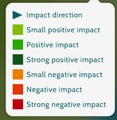 Impact direction
Small positive impact
Positive impact
Strong positive impact
Small negative impact
Negative impact
Strong negative impact